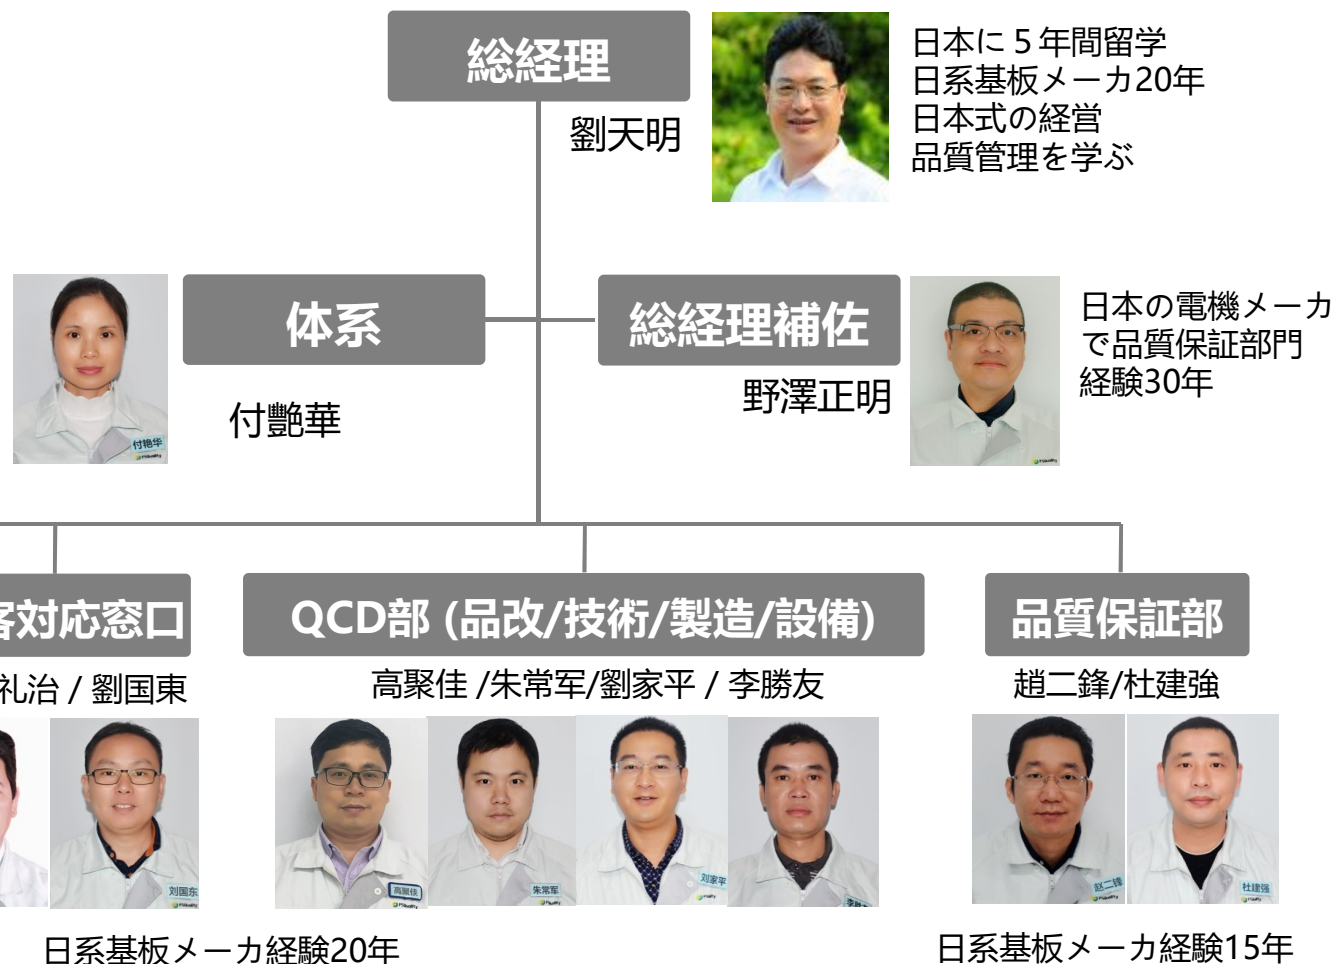 総経理
劉天明
日本に５年間留学
日系基板メーカ20年
日本式の経営
品質管理を学ぶ
体系
付艷華
付艳华
総経理補佐
野澤正明
日本の電機メーカ
で品質保証部門
経験30年
客対応窓口
礼治 / 劉国東
刘国东
QCD部 (品改/技術/製造/設備)
高聚佳 /朱常军/劉家平 / 李勝友
高聚佳
朱常军
刘家平
品質保証部
趙二鋒/杜建強
赵二锋
杜建强
日系基板メーカ経験20年
日系基板メーカ経験15年